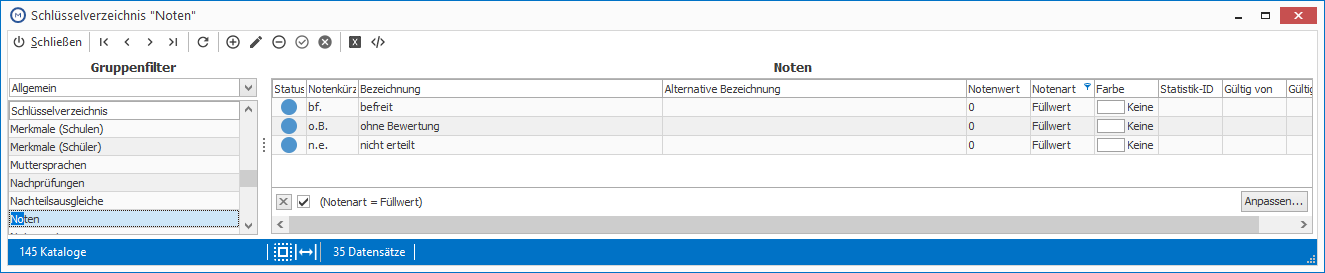 Schlüsselverzeichnis "Noten"
Schließen
Gruppenfilter
Allgemein
Schlüsselverzeichnis
Merkmale (Schulen)
Merkmale (Schüler)
Muttersprachen
Nachprüfungen
Nachteilsausgleiche
Noten
Noten
Status Notenkürz Bezeichnung Alternative Bezeichnung Notenwert Notenart Farbe Statistik-ID Gültig von Gültig
bf. befreit 0 Füllwert Keine
o.B. ohne Bewertung 0 Füllwert Keine
n.e. nicht erteilt 0 Füllwert Keine
(Notenart = Füllwert) Anpassen...
145 Kataloge 35 Datensätze